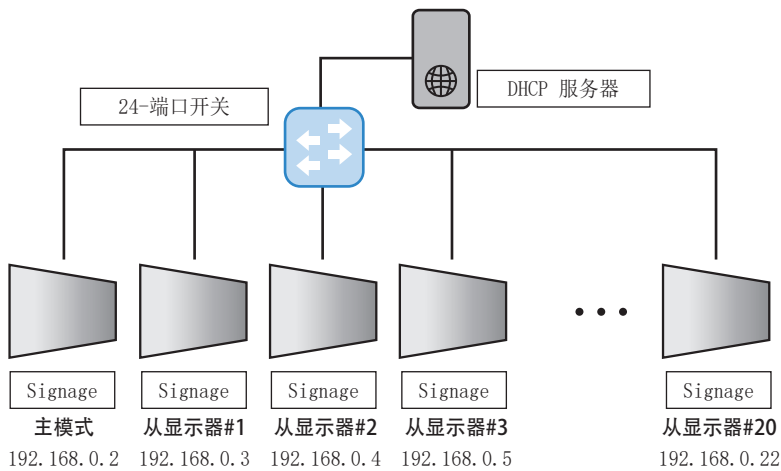 24-端口开关
DHCP 服务器
Signage Signage Signage Signage Signage
主模式 从显示器#1 从显示器#2 从显示器#3 从显示器#20
192.168.0.2 192.168.0.3 192.168.0.4 192.168.0.5 192.168.0.22